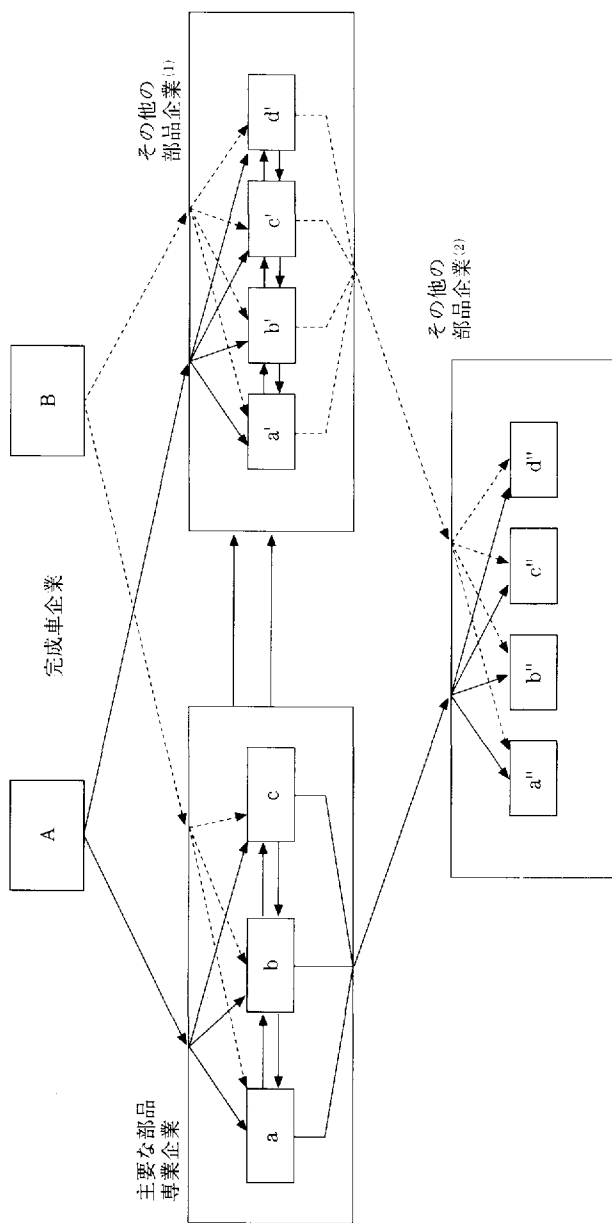 完成車企業
A
B
主要な部品
専業企業
a
b
c
その他の
部品企業(1)
a'
b'
c'
d'
その他の
部品企業(2)
a"
b"
c"
d"